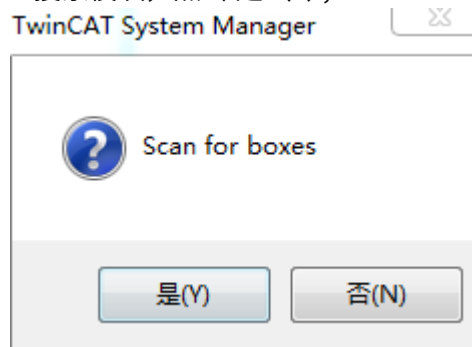 TwinCAT System Manager
Scan for boxes
是(Y)
否(N)